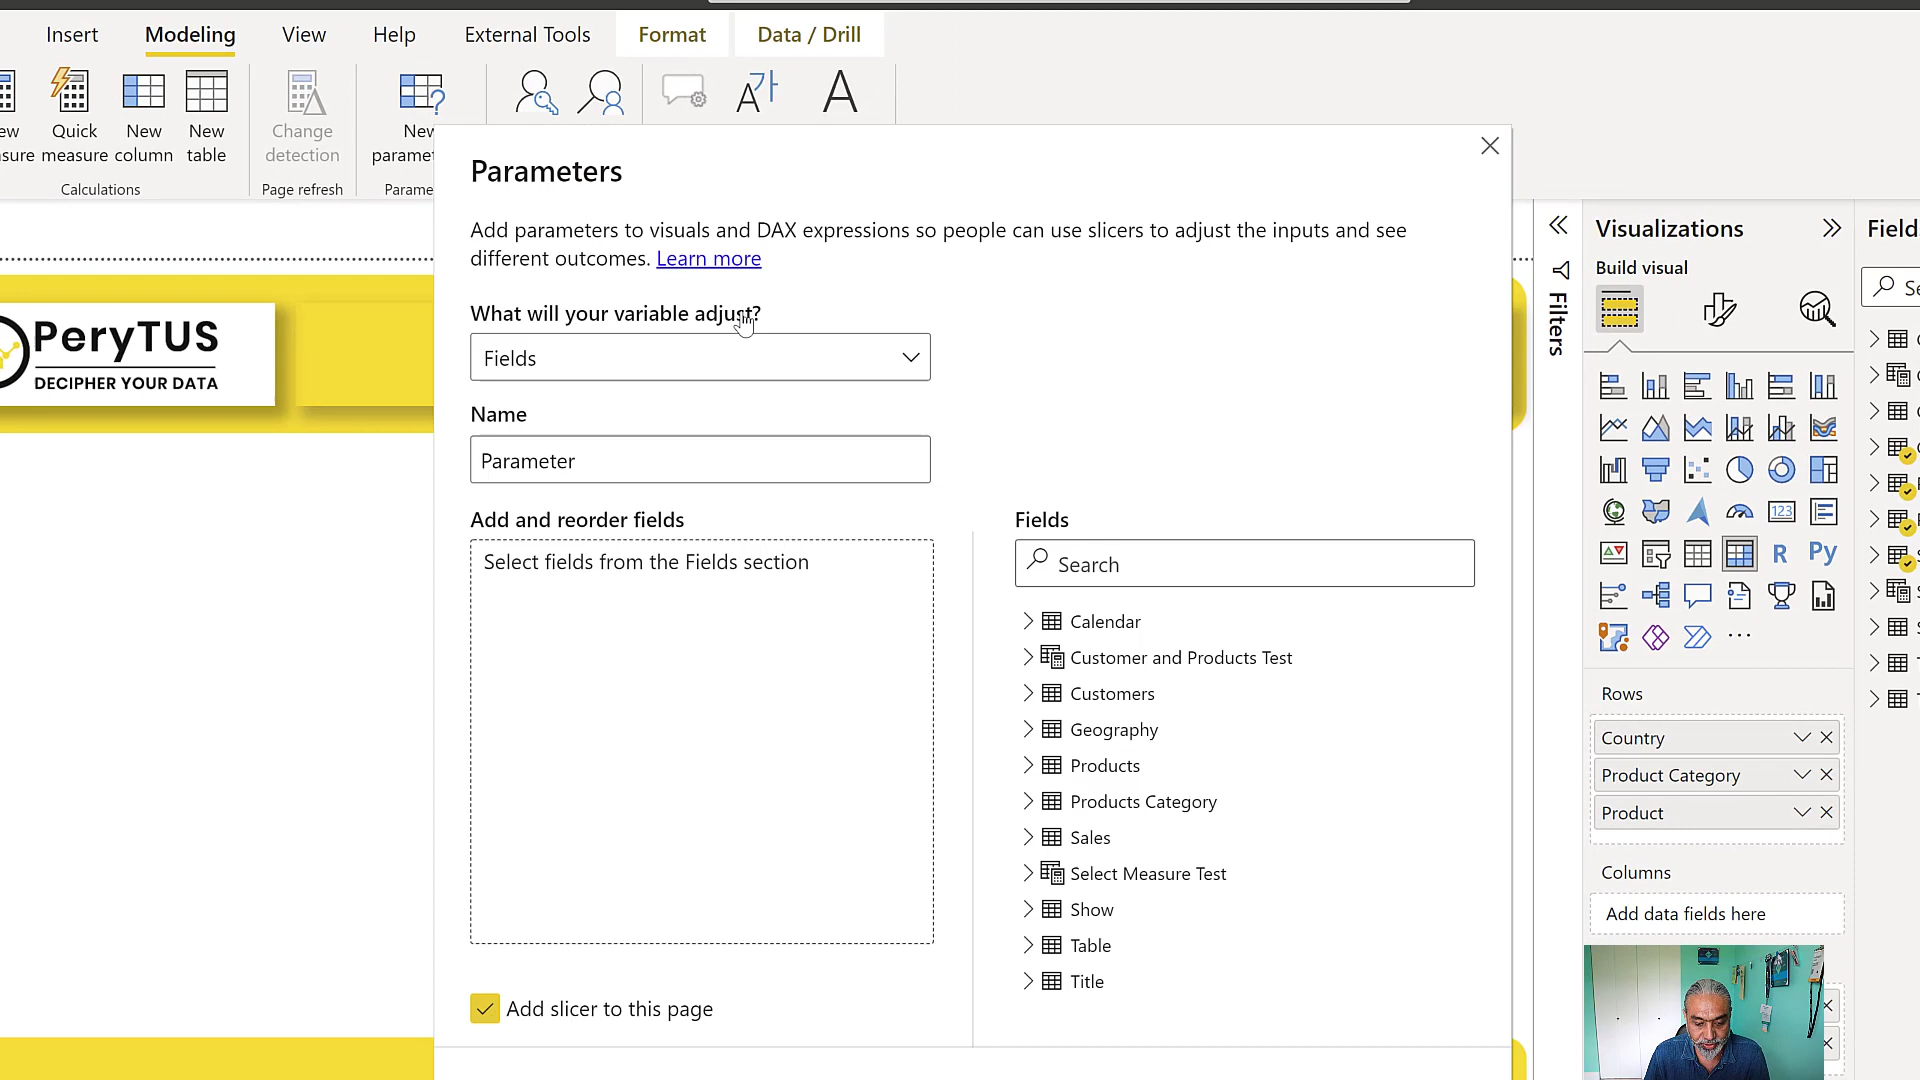 Insert
Modeling
View
Help
External Tools
Format
Data / Drill
Quick
measure
New
column
New
table
Change
detection
New
Calculations
Page refresh
Parameters
Add parameters to visuals and DAX expressions so people can use slicers to adjust the inputs and see
different outcomes. Learn more
What will your variable adjust?
Fields
Name
Parameter
Add and reorder fields
Select fields from the Fields section
Add slicer to this page
Fields
Search
Calendar
Customer and Products Test
Customers
Geography
Products
Products Category
Sales
Select Measure Test
Show
Table
Title
PeryTUS
DECIPHER YOUR DATA
Filters
Visualizations
Build visual
123
R
Py
Rows
Country
Product Category
Product
Columns
Add data fields here